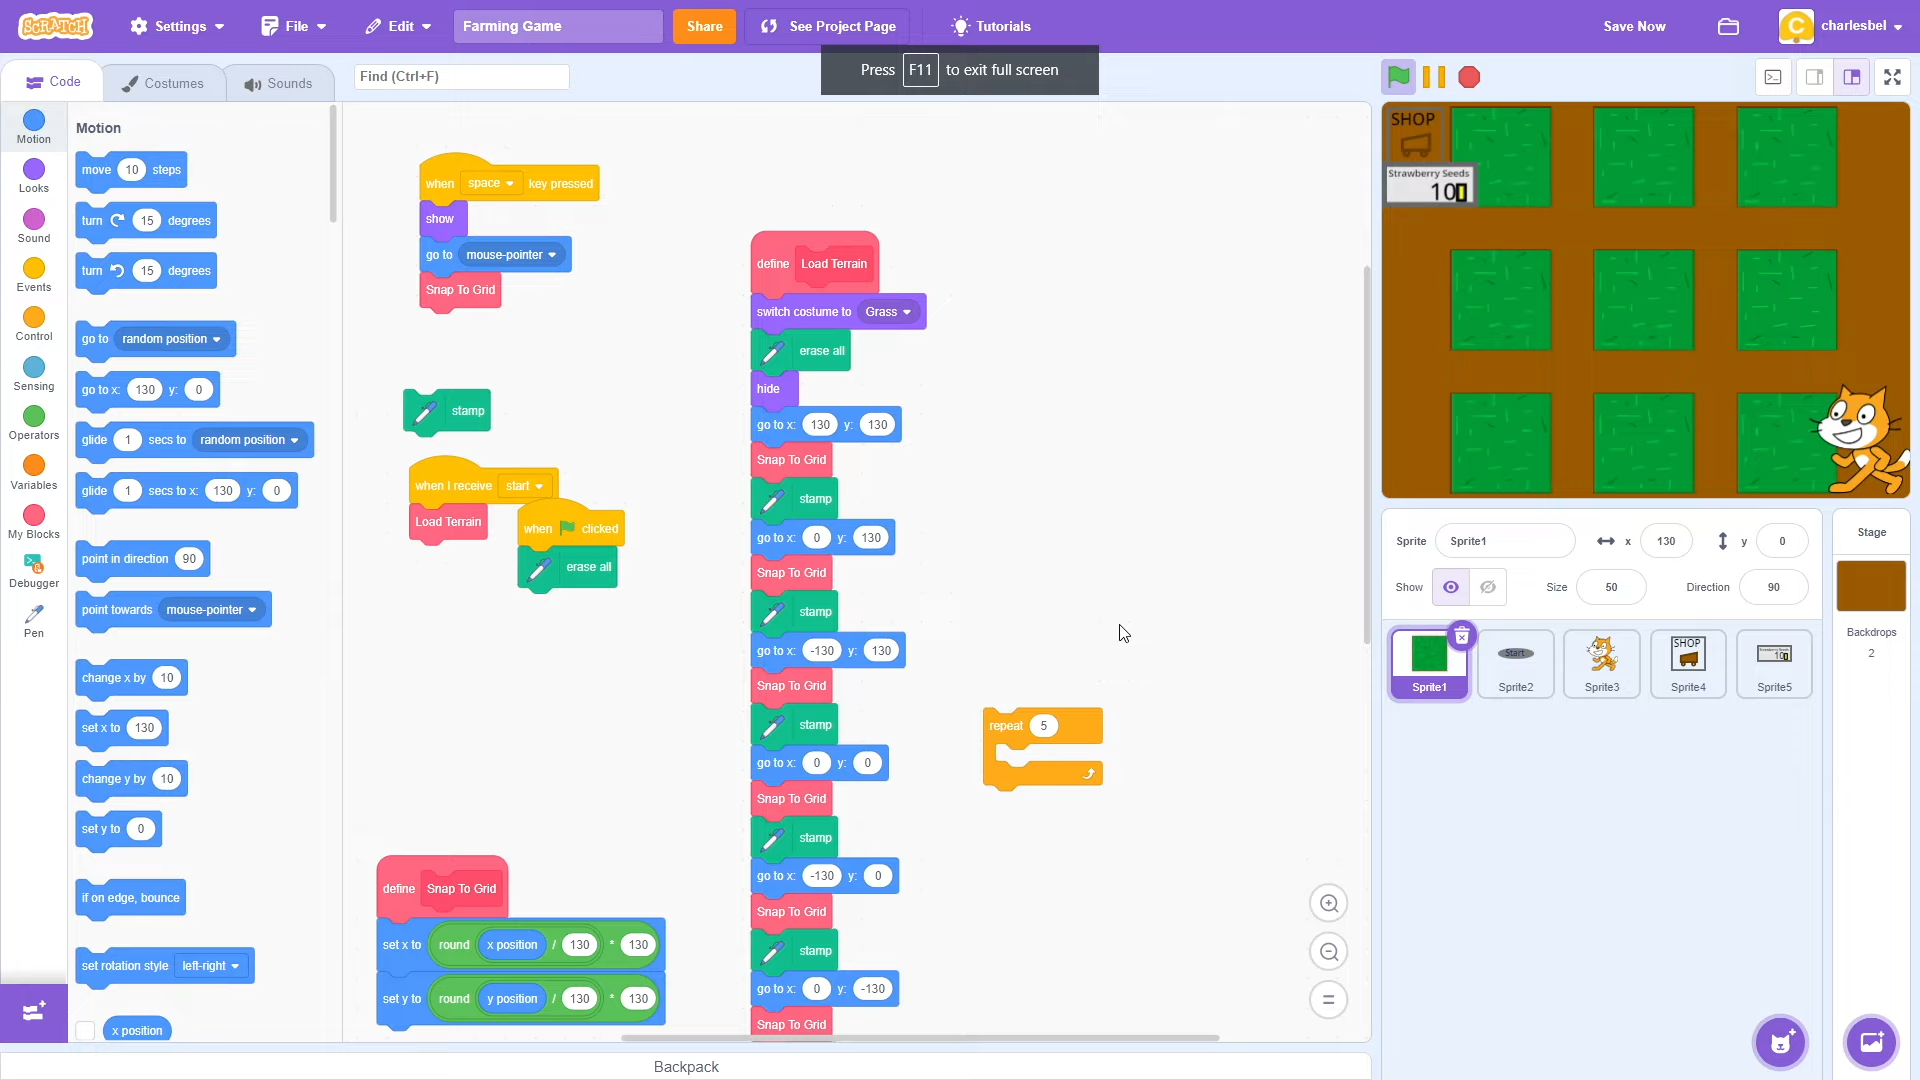 SCRATCH
Settings
File
Edit
Farming Game
Share
See Project Page
Tutorials
Save Now
C
charlesbel
Press F11 to exit full screen
Code
Costumes
Sounds
Find (Ctrl+F)
Motion
Looks
Sound
Events
Control
Sensing
Operators
Variables
My Blocks
Debugger
Pen
Motion
move 10 steps
turn 15 degrees
turn 15 degrees
go to random position
go to x: 130 y: 0
glide 1 secs to random position
glide 1 secs to x: 130 y: 0
point in direction 90
point towards mouse-pointer
change x by 10
set x to 130
change y by 10
set y to 0
if on edge, bounce
set rotation style left-right
x position
when space key pressed
show
go to mouse-pointer
Snap To Grid
stamp
when I receive start
Load Terrain
when clicked
erase all
define Snap To Grid
set x to round x position / 130 * 130
set y to round y position / 130 * 130
define Load Terrain
switch costume to Grass
erase all
hide
go to x: 130 y: 130
Snap To Grid
stamp
go to x: 0 y: 130
Snap To Grid
stamp
go to x: -130 y: 130
Snap To Grid
stamp
go to x: 0 y: 0
Snap To Grid
stamp
go to x: -130 y: 0
Snap To Grid
stamp
go to x: 0 y: -130
Snap To Grid
repeat 5
Backpack
SHOP
Strawberry Seeds
10
Sprite Sprite1 x 130 y 0
Show Size 50 Direction 90
Sprite1
Start
Sprite2
Sprite3
SHOP
Sprite4
Sprite5
Stage
Backdrops
2